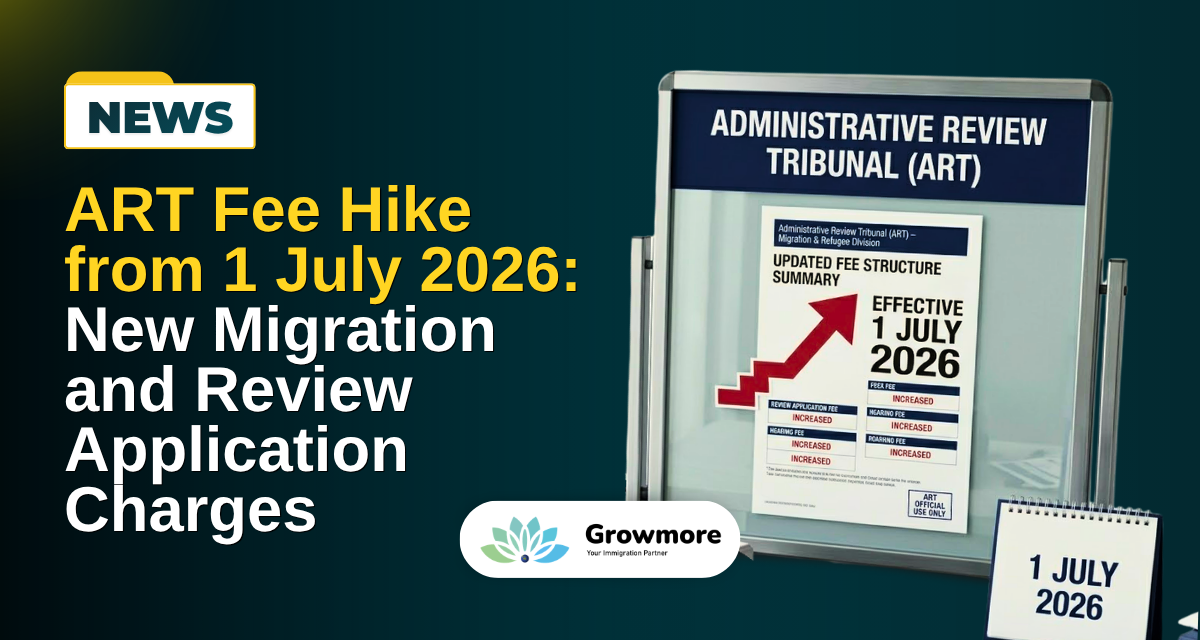 NEWS
ART Fee Hike
from 1 July 2026:
New Migration
and Review
Application
Charges
Growmore
Your Immigration Partner
ADMINISTRATIVE REVIEW
TRIBUNAL (ART)
Administrative Review Tribunal (ART) –
Migration & Refugee Division
UPDATED FEE STRUCTURE
SUMMARY
EFFECTIVE
1 JULY
2026
REVIEW APPLICATION FEE
INCREASED
HEARING FEE
INCREASED
INCREASED
FEE
INCREASED
HEARING FEE
INCREASED
FEE
INCREASED
ART
OFFICIAL
USE ONLY
1 JULY
2026